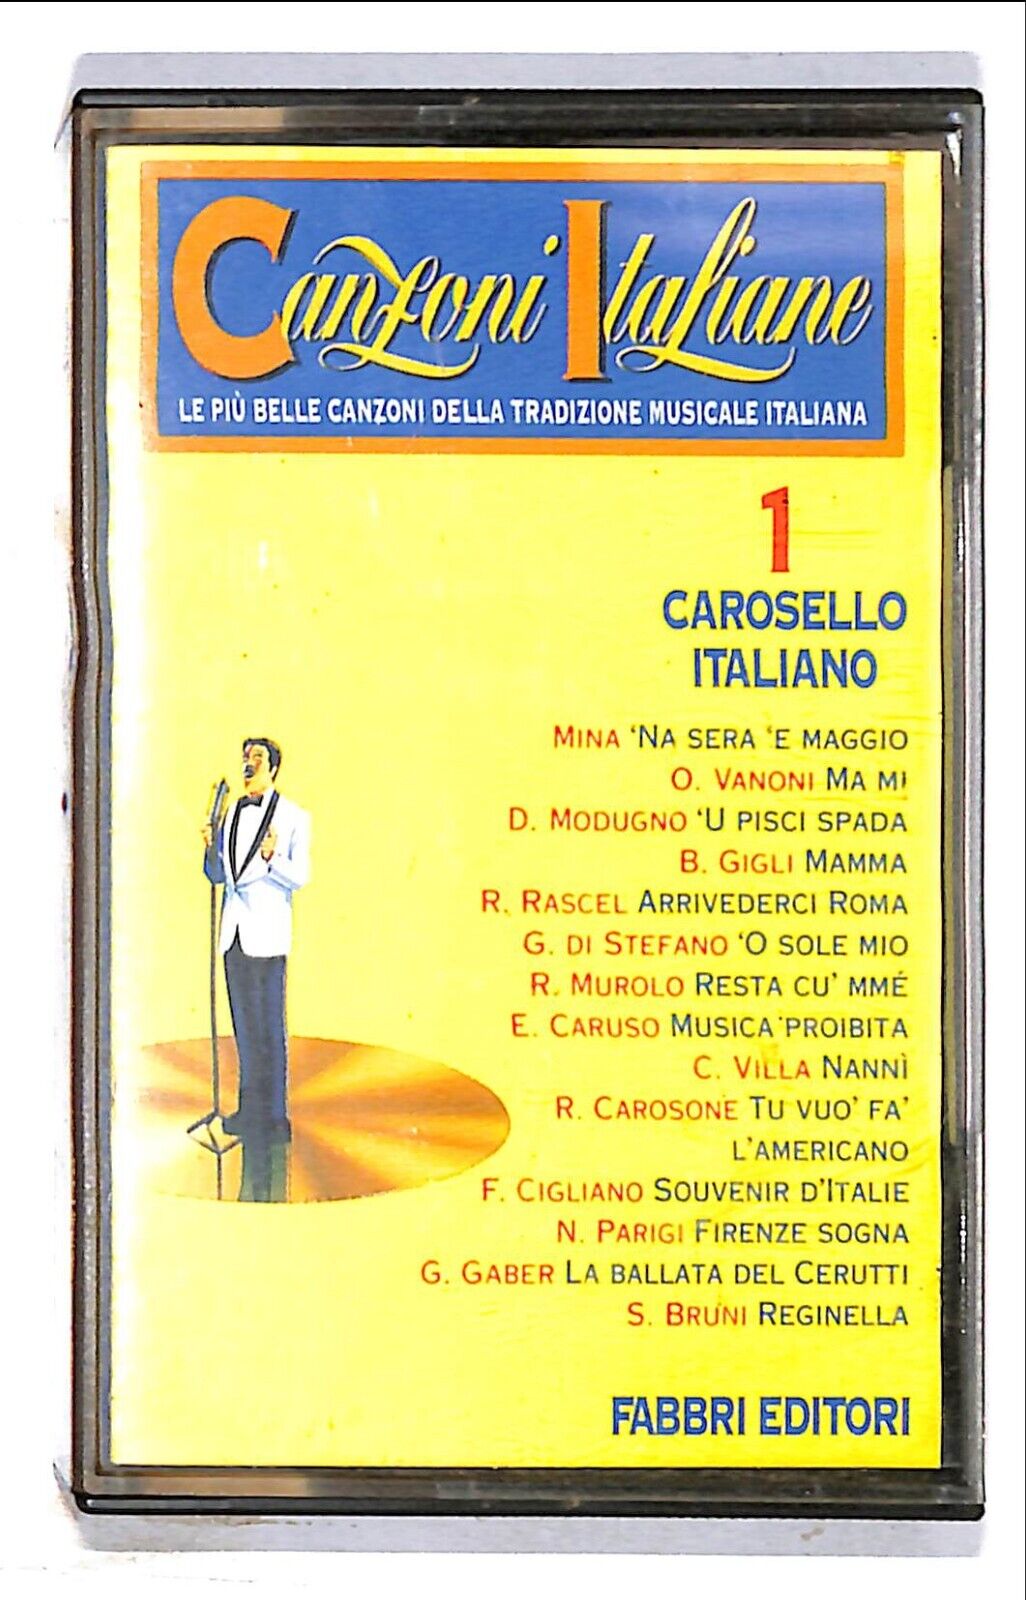 Canzoni Italiane
LE PIÙ BELLE CANZONI DELLA TRADIZIONE MUSICALE ITALIANA
1
CAROSELLO
ITALIANO
MINA ‘NA SERA ‘E MAGGIO
O. VANONI MA MI
D. MODUGNO ‘U PISCI SPADA
B. GIGLI MAMMA
R. RASCEL ARRIVEDERCI ROMA
G. DI STEFANO ‘O SOLE MIO
R. MUROLO RESTA CU’ MMÉ
E. CARUSO MUSICA PROIBITA
C. VILLA NANNÌ
R. CAROSONE TU VUO’ FA’
L’AMERICANO
F. CIGLIANO SOUVENIR D’ITALIE
N. PARIGI FIRENZE SOGNA
G. GABER LA BALLATA DEL CERUTTI
S. BRUNI REGINELLA
FABBRI EDITORI